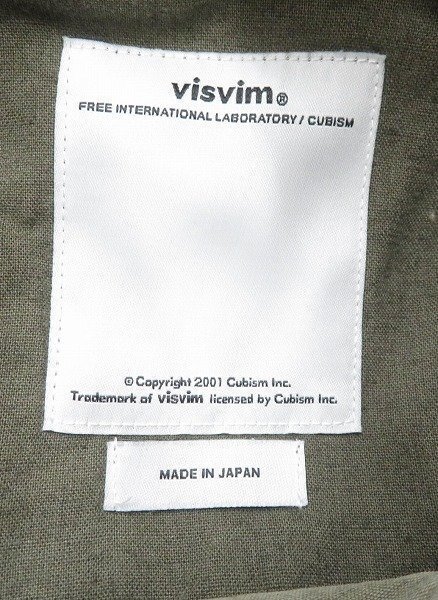 visvim®
FREE INTERNATIONAL LABORATORY / CUBISM
© Copyright 2001 Cubism Inc.
Trademark of visvim licensed by Cubism Inc.
MADE IN JAPAN